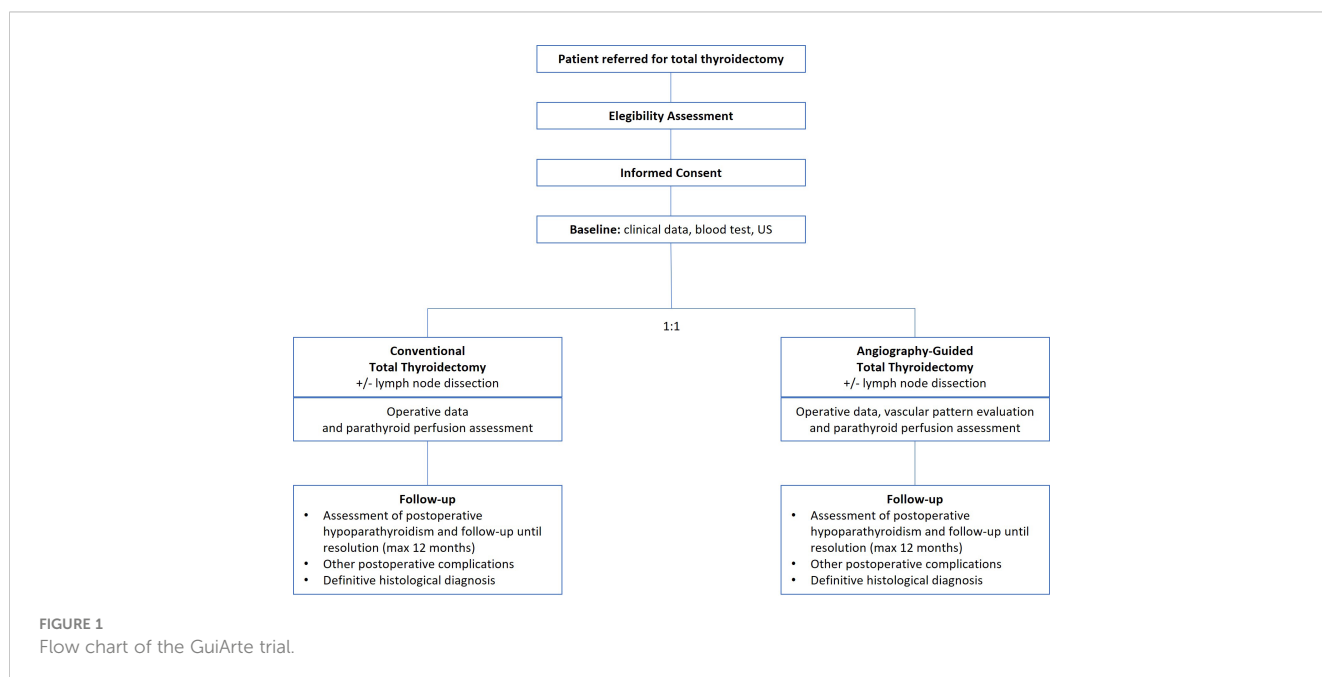 Patient referred for total thyroidectomy
Elegibility Assessment
Informed Consent
Baseline: clinical data, blood test, US
1:1
Conventional
Total Thyroidectomy
+/- lymph node dissection
Operative data
and parathyroid perfusion assessment
Follow-up
• Assessment of postoperative
hypoparathyroidism and follow-up until
resolution (max 12 months)
• Other postoperative complications
• Definitive histological diagnosis
Angiography-Guided
Total Thyroidectomy
+/- lymph node dissection
Operative data, vascular pattern evaluation
and parathyroid perfusion assessment
Follow-up
• Assessment of postoperative
hypoparathyroidism and follow-up until
resolution (max 12 months)
• Other postoperative complications
• Definitive histological diagnosis
FIGURE 1
Flow chart of the GuiArte trial.